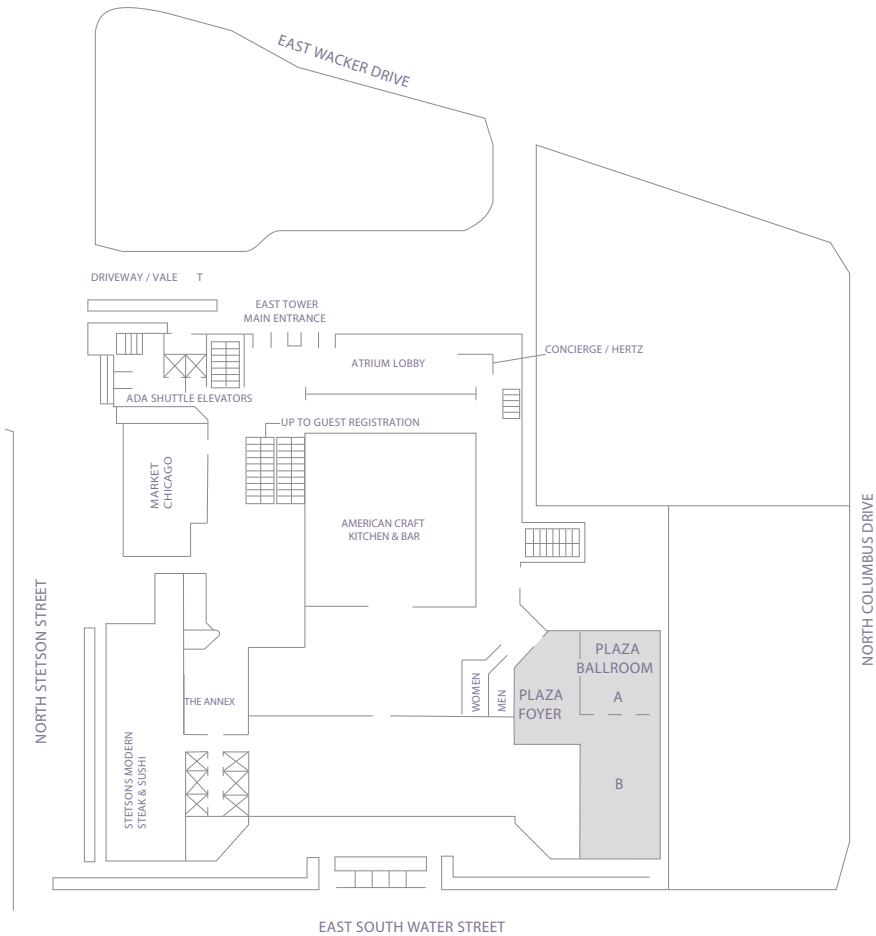 EAST WACKER DRIVE
DRIVEWAY / VALE T
EAST TOWER
MAIN ENTRANCE
CONCIERGE / HERTZ
ATRIUM LOBBY
ADA SHUTTLE ELEVATORS
UP TO GUEST REGISTRATION
MARKET
CHICAGO
AMERICAN CRAFT
KITCHEN & BAR
NORTH COLUMBUS DRIVE
NORTH STETSON STREET
PLAZA
BALLROOM
A
WOMEN
MEN
PLAZA
FOYER
THE ANNEX
B
STETSONS MODERN
STEAK & SUSHI
EAST SOUTH WATER STREET